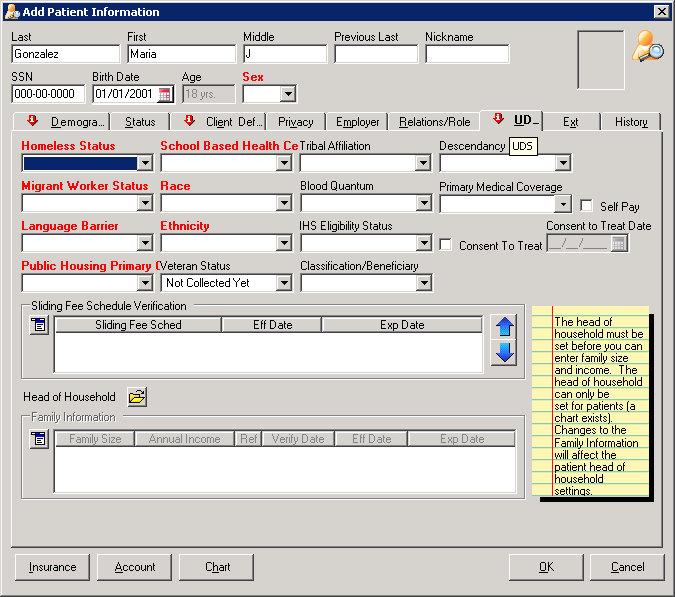 Add Patient Information
Last First Middle Previous Last Nickname
Gonzalez Maria J
SSN Birth Date Age Sex
000-00-0000 01/01/2001 18 yrs.
Demogra... Status Client Def... Privacy Employer Relations/Role UD... Ext History
Homeless Status School Based Health Ce Tribal Affiliation Descendancy UDS
Migrant Worker Status Race Blood Quantum Primary Medical Coverage
Self Pay
Language Barrier Ethnicity IHS Eligibility Status Consent to Treat Date
Consent To Treat __/__/____
Public Housing Primary Veteran Status Classification/Beneficiary
Not Collected Yet
Sliding Fee Schedule Verification
Sliding Fee Sched Eff Date Exp Date
Head of Household
Family Information
Family Size Annual Income Ref Verify Date Eff Date Exp Date
The head of
household must be
set before you can
enter family size
and income. The
head of household
can only be
set for patients (a
chart exists).
Changes to the
Family Information
will affect the
patient head of
household
settings.
Insurance Account Chart OK Cancel